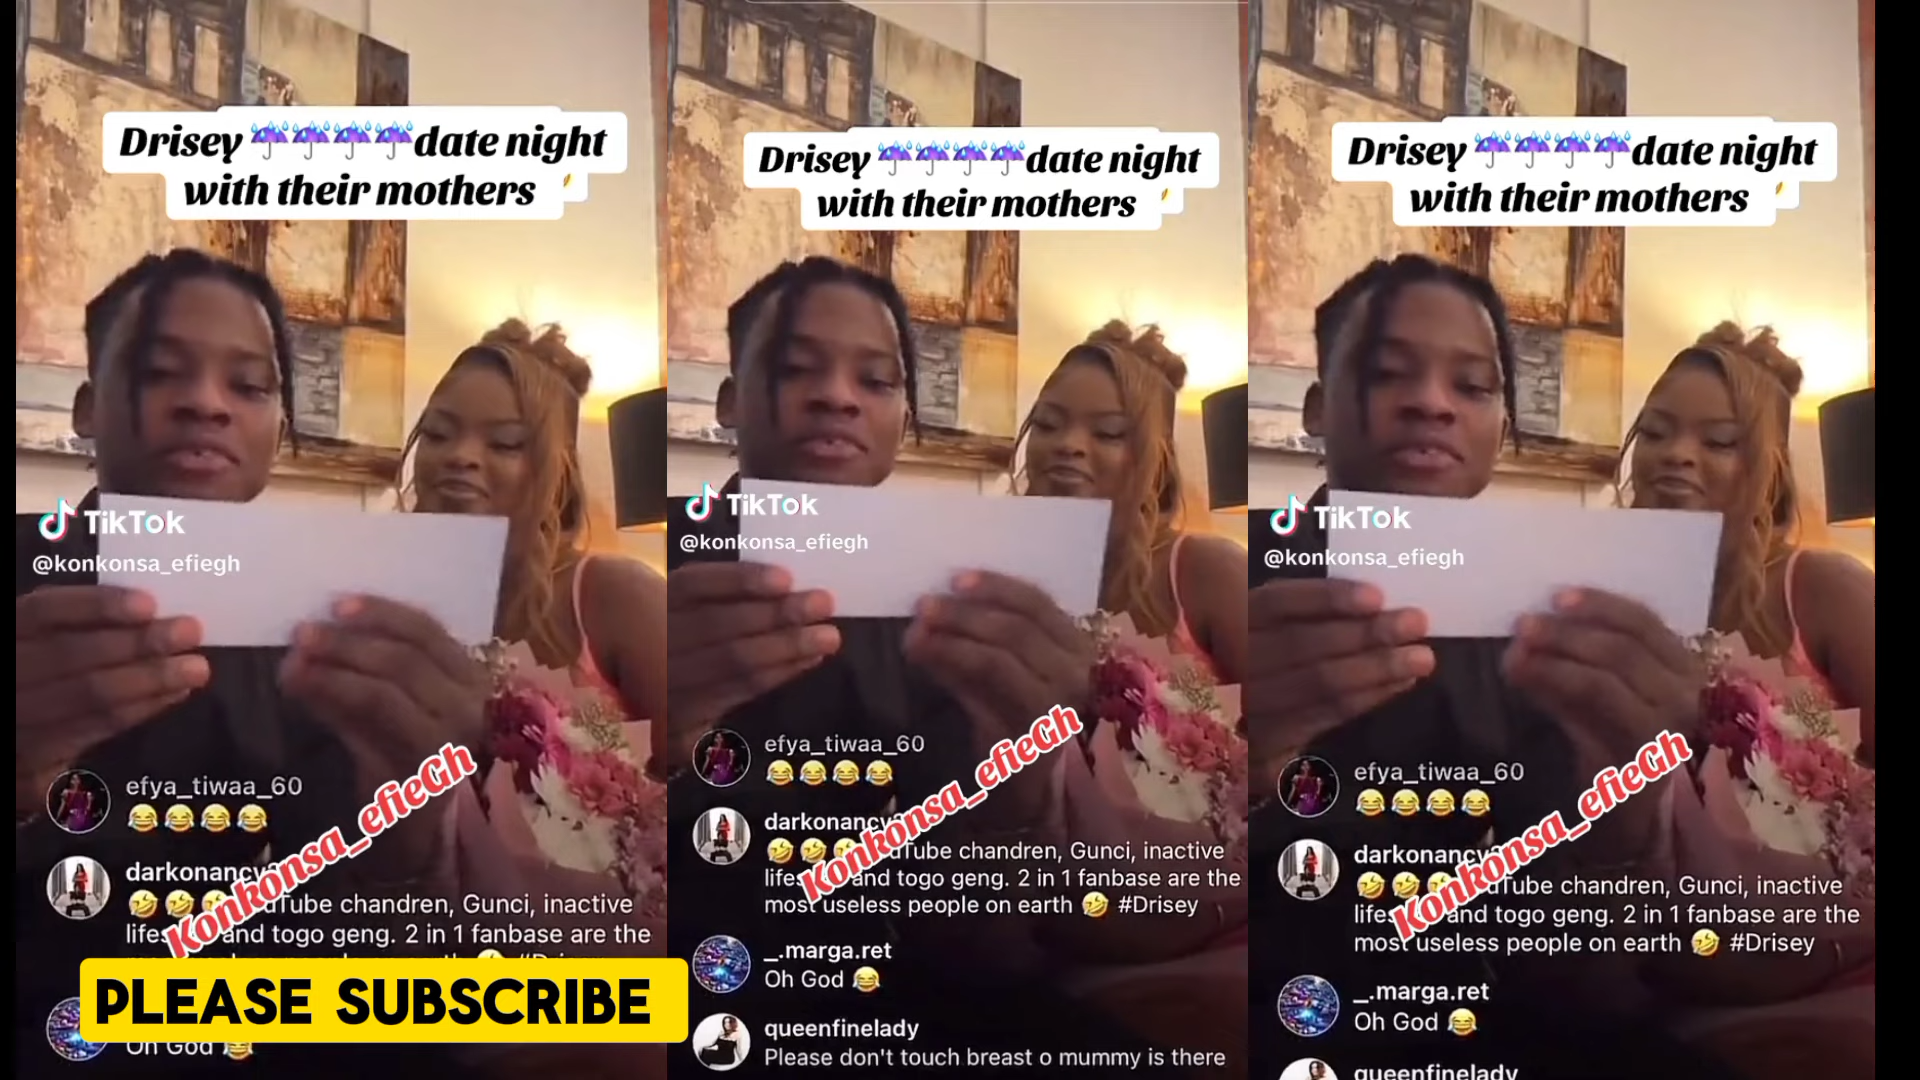 Drisey ☔☔☔☔date night
with their mothers
TikTok
@konkonsa_efiegh
efya_tiwaa_60
😂😂😂😂
darkonancy
🤣🤣 Tube chandren, Gunci, inactive
and togo geng. 2 in 1 fanbase are the
Konkonsa_efieGh
PLEASE SUBSCRIBE
Oh God 😂
Drisey ☔☔☔☔date night
with their mothers
TikTok
@konkonsa_efiegh
efya_tiwaa_60
😂😂😂😂
darkonancy
🤣🤣 Tube chandren, Gunci, inactive
and togo geng. 2 in 1 fanbase are the
most useless people on earth 🤣 #Drisey
Konkonsa_efieGh
_.marga.ret
Oh God 😂
queenfinelady
Please don't touch breast o mummy is there
Drisey ☔☔☔☔date night
with their mothers
TikTok
@konkonsa_efiegh
efya_tiwaa_60
😂😂😂😂
darkonancy
🤣🤣 Tube chandren, Gunci, inactive
and togo geng. 2 in 1 fanbase are the
most useless people on earth 🤣 #Drisey
Konkonsa_efieGh
_.marga.ret
Oh God 😂
queenfinelady